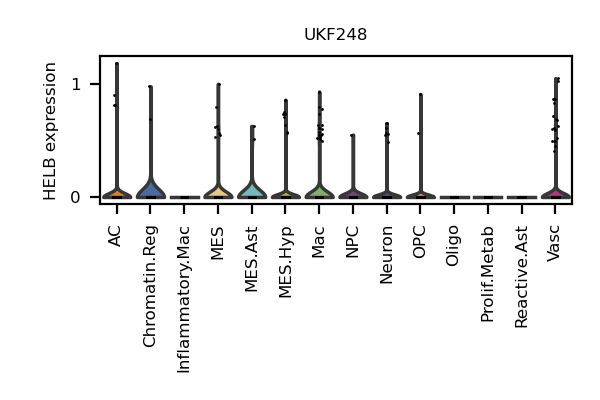 UKF248
HELB expression
1
0
AC
Chromatin.Reg
Inflammatory.Mac
MES
MES.Ast
MES.Hyp
Mac
NPC
Neuron
OPC
Oligo
Prolif.Metab
Reactive.Ast
Vasc